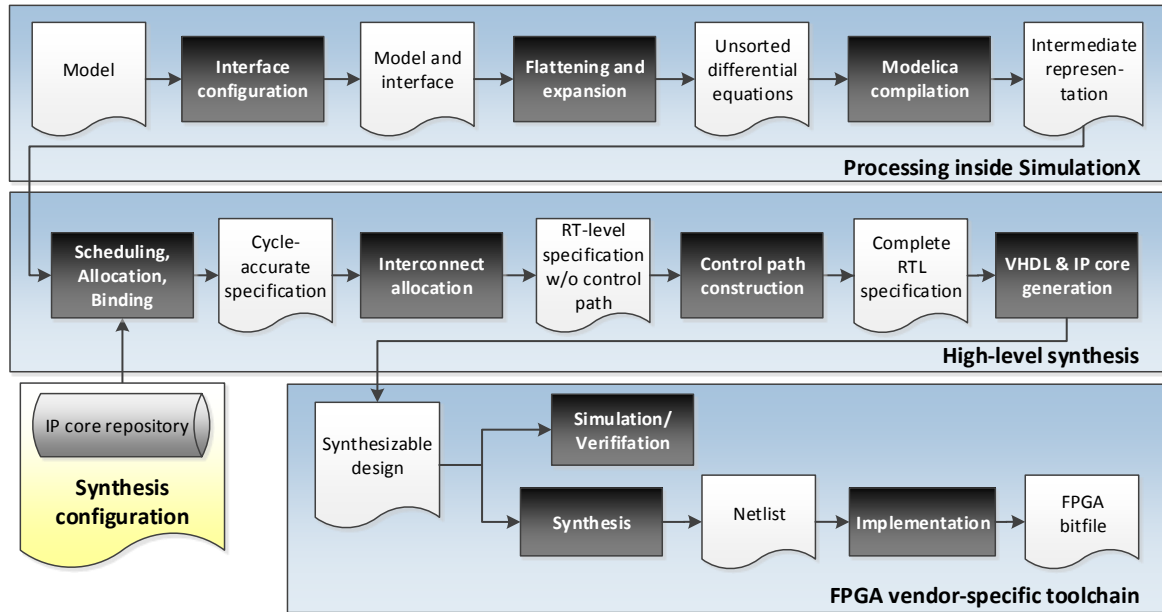 Model
Interface
configuration
Model and
interface
Flattening and
expansion
Unsorted
differential
equations
Modelica
compilation
Intermediate
represen-
tation
Processing inside SimulationX
Scheduling,
Allocation,
Binding
Cycle-
accurate
specification
Interconnect
allocation
RT-level
specification
w/o control
path
Control path
construction
Complete
RTL
specification
VHDL & IP core
generation
High-level synthesis
IP core repository
Synthesis
configuration
Synthesizable
design
Simulation/
Verififation
Synthesis
Netlist
Implementation
FPGA
bitfile
FPGA vendor-specific toolchain